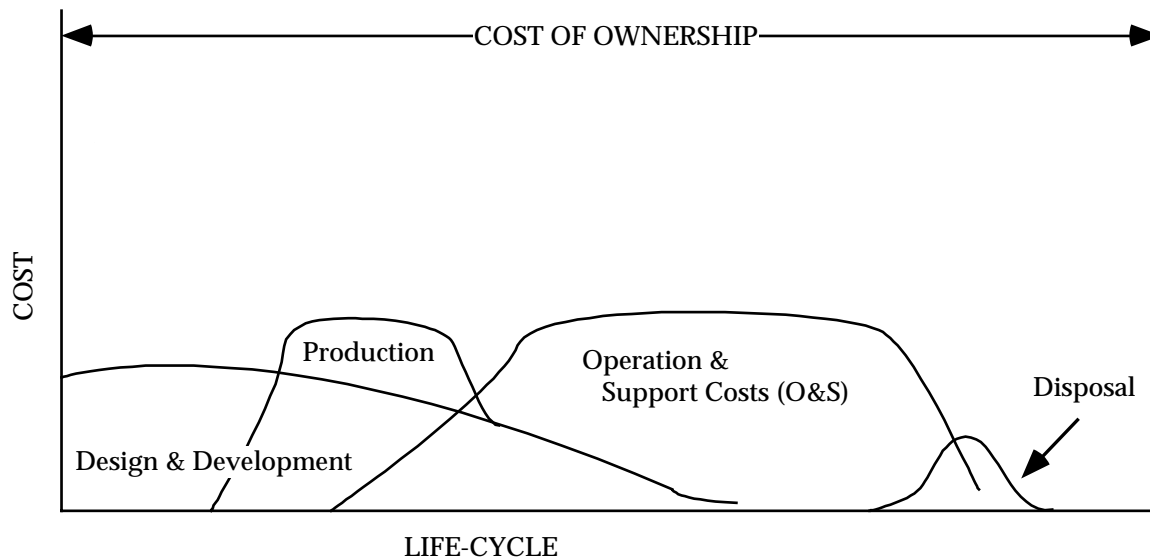 COST OF OWNERSHIP
COST
Production
Operation &
Support Costs (O&S)
Disposal
Design & Development
LIFE-CYCLE